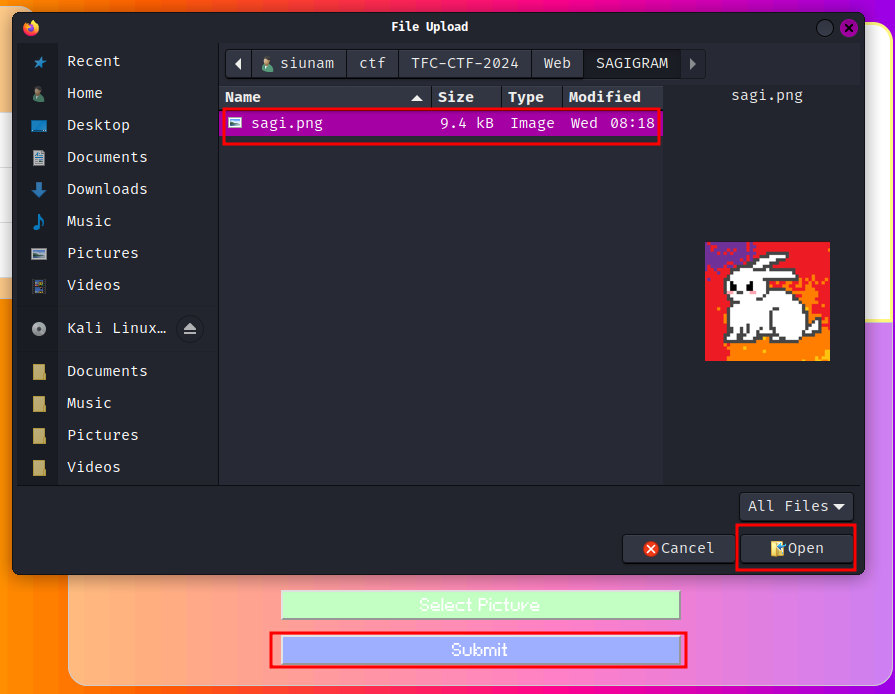 File Upload
Recent
Home
Desktop
Documents
Downloads
Music
Pictures
Videos
Kali Linux…
Documents
Music
Pictures
Videos
siunam ctf TFC-CTF-2024 Web SAGIGRAM
Name Size Type Modified
sagi.png 9.4 kB Image Wed 08:18
sagi.png
All Files
Cancel Open
Select Picture
Submit